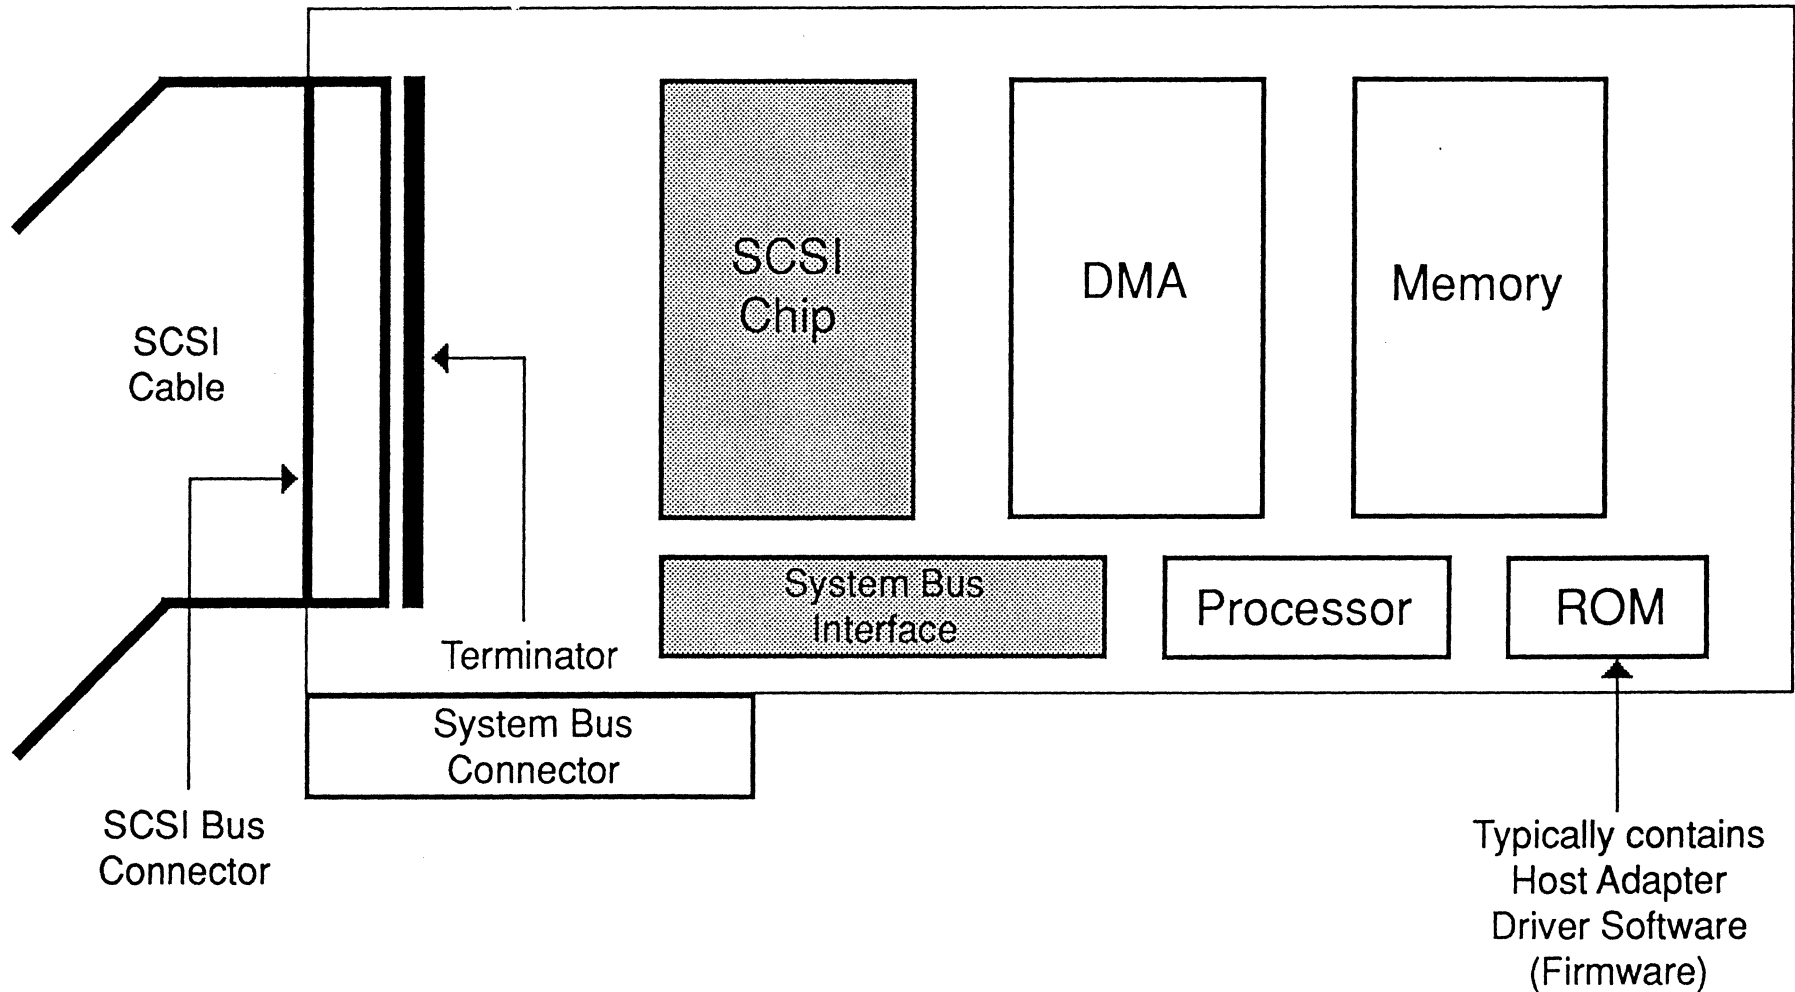 SCSI
Cable
SCSI
Chip
DMA
Memory
System Bus
Interface
Processor
ROM
Terminator
System Bus
Connector
SCSI Bus
Connector
Typically contains
Host Adapter
Driver Software
(Firmware)